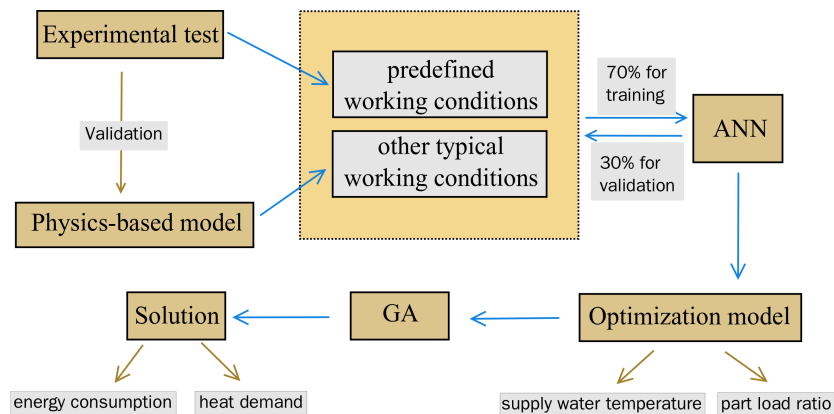 Experimental test
Validation
Physics-based model
predefined
working conditions
other typical
working conditions
70% for
training
30% for
validation
ANN
Optimization model
GA
Solution
energy consumption
heat demand
supply water temperature
part load ratio